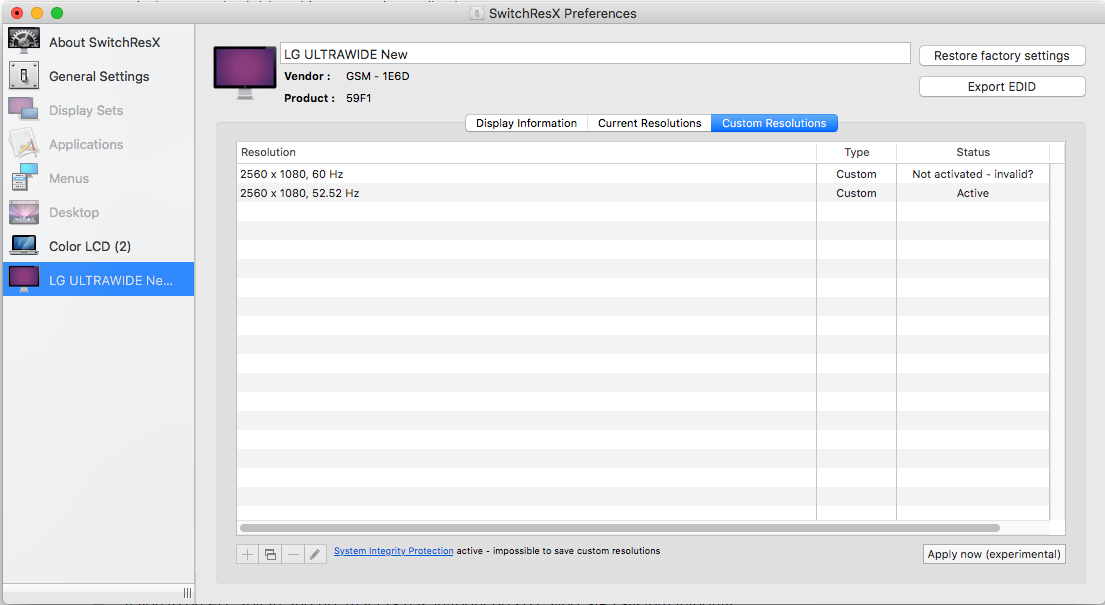 SwitchResX Preferences
About SwitchResX
General Settings
Display Sets
Applications
Menus
Desktop
Color LCD (2)
LG ULTRAWIDE Ne...
LG ULTRAWIDE New
Vendor : GSM - 1E6D
Product : 59F1
Restore factory settings
Export EDID
Display Information Current Resolutions Custom Resolutions
Resolution Type Status
2560 x 1080, 60 Hz Custom Not activated - invalid?
2560 x 1080, 52.52 Hz Custom Active
System Integrity Protection active - impossible to save custom resolutions
Apply now (experimental)